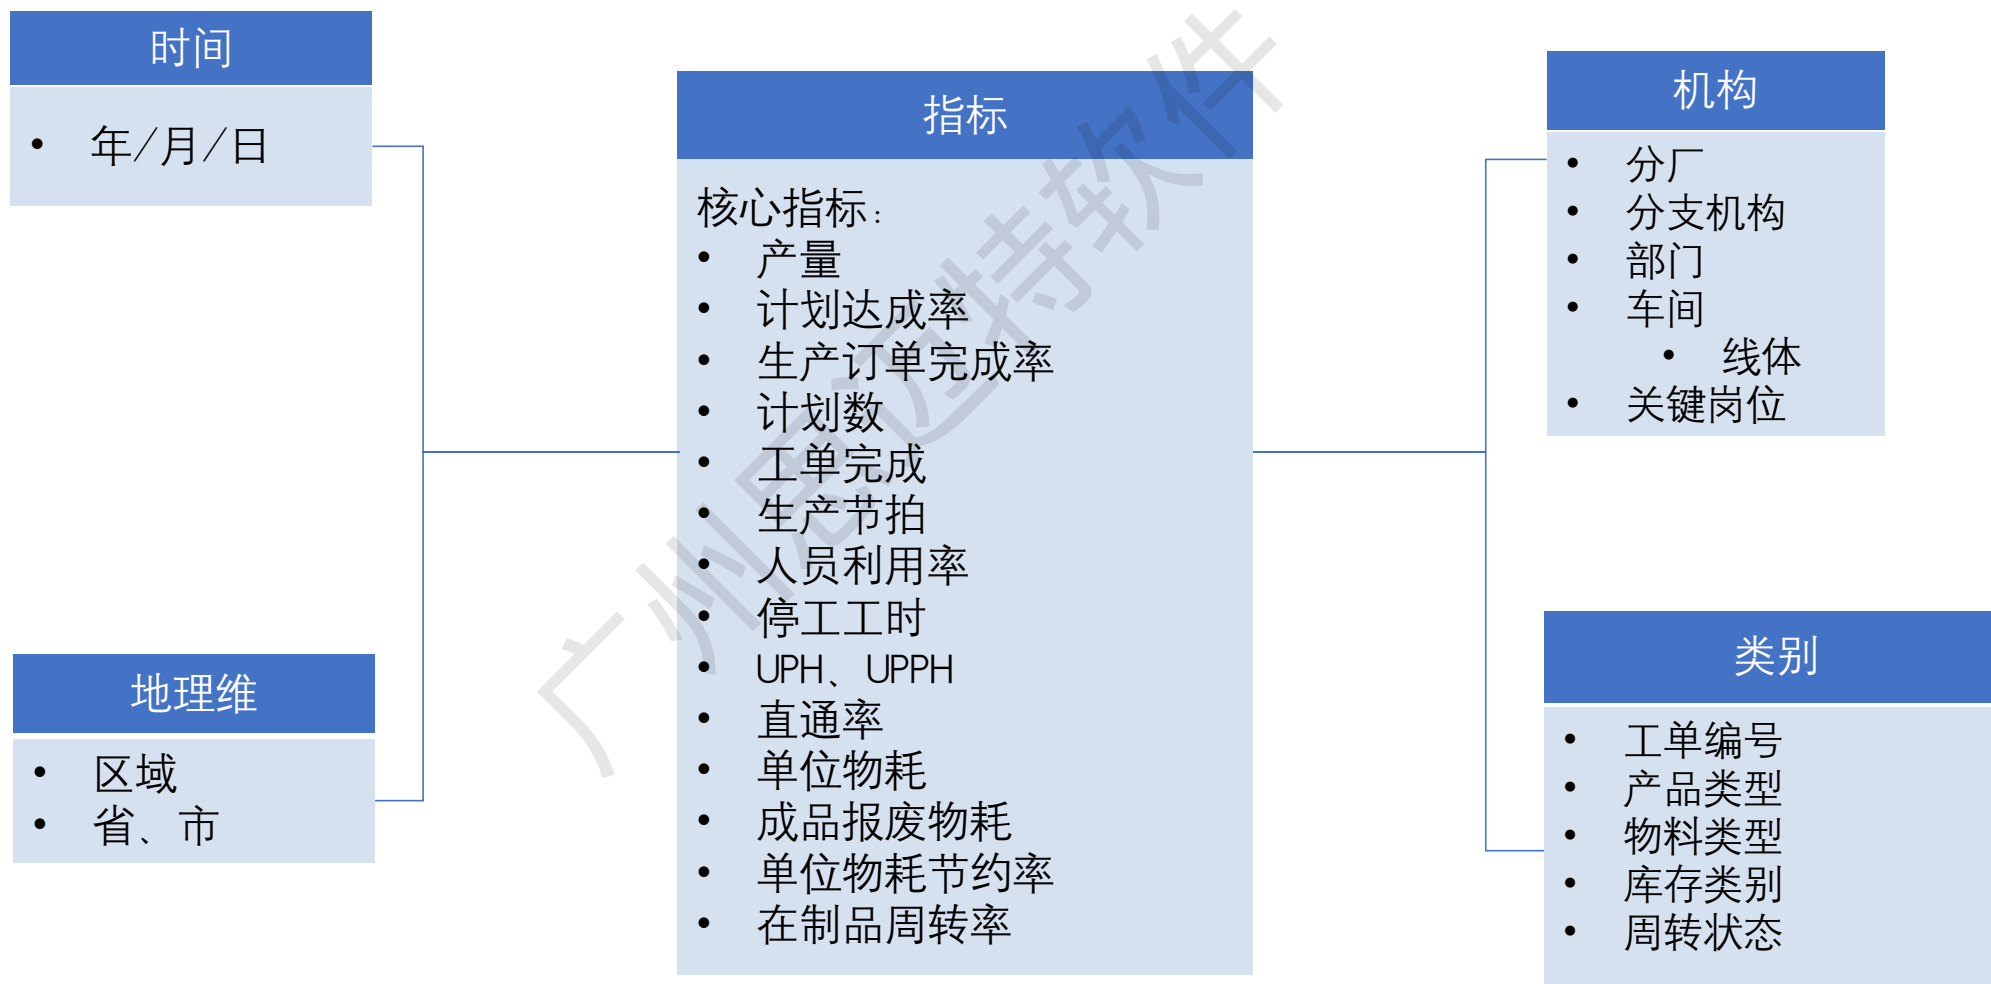 时间
• 年/月/日
地理维
• 区域
• 省、市
指标
核心指标：
• 产量
• 计划达成率
• 生产订单完成率
• 计划数
• 工单完成
• 生产节拍
• 人员利用率
• 停工工时
• UPH、UPPH
• 直通率
• 单位物耗
• 成品报废物耗
• 单位物耗节约率
• 在制品周转率
机构
• 分厂
• 分支机构
• 部门
• 车间
• 线体
• 关键岗位
类别
• 工单编号
• 产品类型
• 物料类型
• 库存类别
• 周转状态
广州思迈特软件